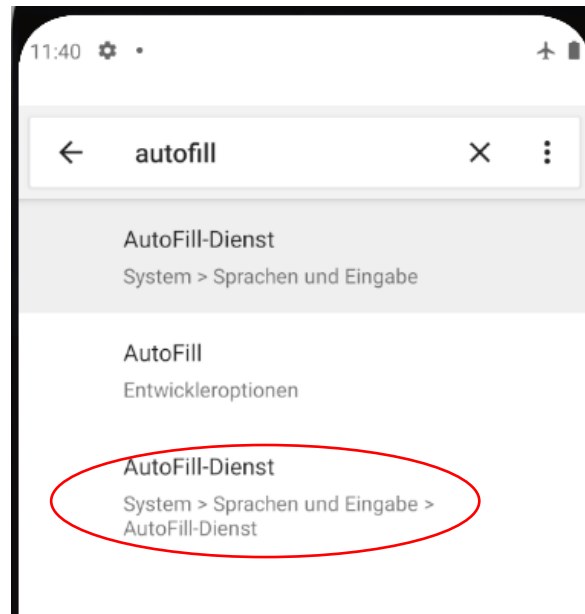 11:40
autofill
AutoFill-Dienst
System > Sprachen und Eingabe
AutoFill
Entwickleroptionen
AutoFill-Dienst
System > Sprachen und Eingabe >
AutoFill-Dienst